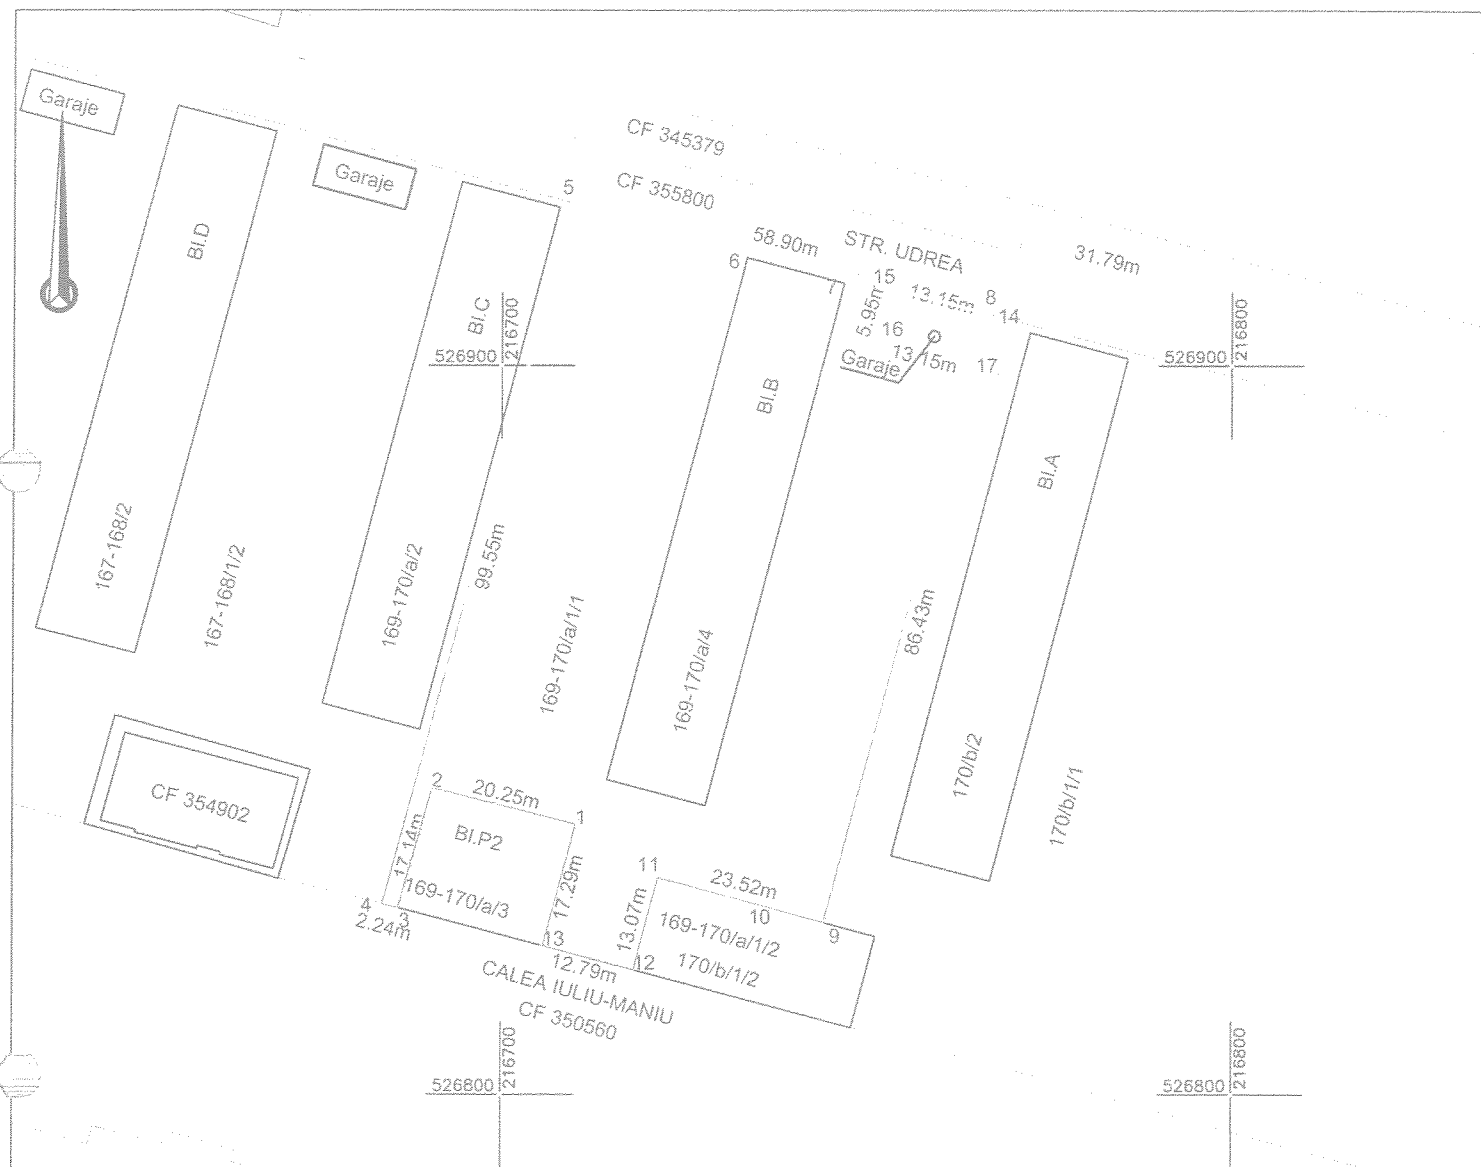 Garaje
CF 345379
Garaje
CF 355800
5
BI.D
58.90m
STR. UDREA
31.79m
6
7
15
13.15m
8
14
5.95m
16
13.15m
17
Garaje
BI.C
526900
216700
526900
216800
BI.B
BI.A
167-168/2
167-168/1/2
169-170/a/2
99.55m
169-170/a/1/1
169-170/a/4
86.43m
170/b/2
170/b/1/1
CF 354902
2
20.25m
1
BI.P2
17.14m
17.29m
169-170/a/3
4
3
2.24m
13
12.79m
11
23.52m
10
9
13.07m
169-170/a/1/2
12
170/b/1/2
CALEA IULIU-MANIU
CF 350560
526800
216700
526800
216800